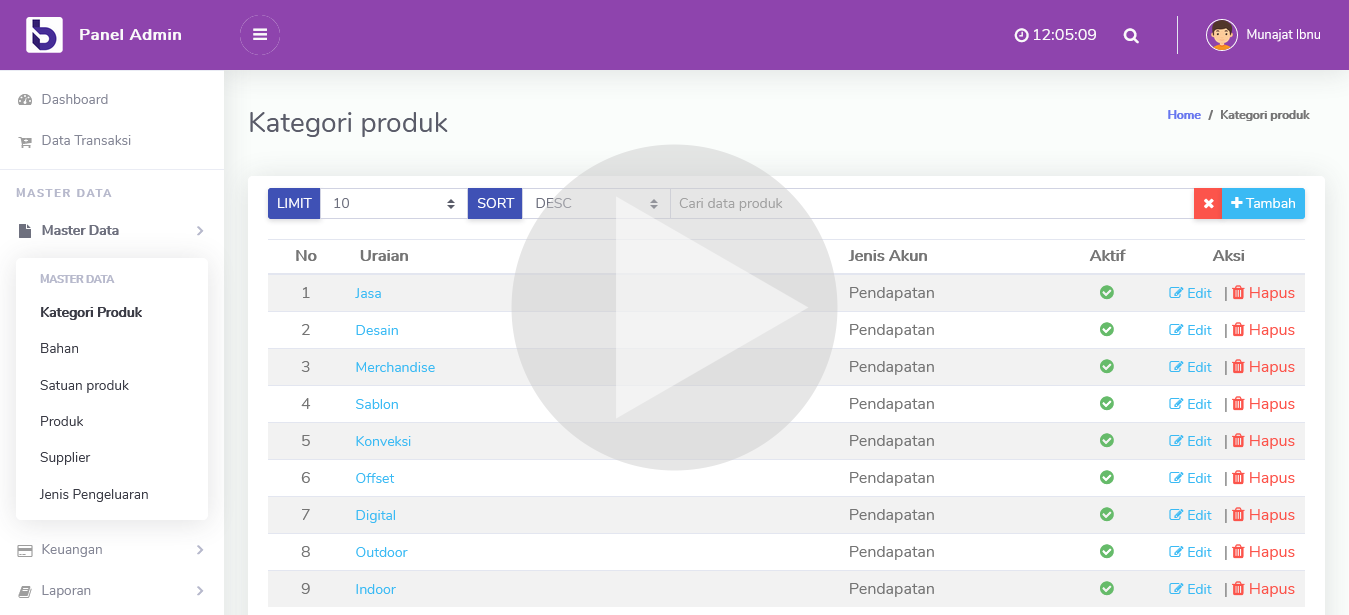 Panel Admin
12:05:09
Munajat Ibnu
Dashboard
Data Transaksi
MASTER DATA
Master Data
MASTER DATA
Kategori Produk
Bahan
Satuan produk
Produk
Supplier
Jenis Pengeluaran
Keuangan
Laporan
Kategori produk
Home / Kategori produk
LIMIT 10 SORT DESC Cari data produk Tambah
No Uraian Jenis Akun Aktif Aksi
1 Jasa Pendapatan Edit | Hapus
2 Desain Pendapatan Edit | Hapus
3 Merchandise Pendapatan Edit | Hapus
4 Sablon Pendapatan Edit | Hapus
5 Konveksi Pendapatan Edit | Hapus
6 Offset Pendapatan Edit | Hapus
7 Digital Pendapatan Edit | Hapus
8 Outdoor Pendapatan Edit | Hapus
9 Indoor Pendapatan Edit | Hapus